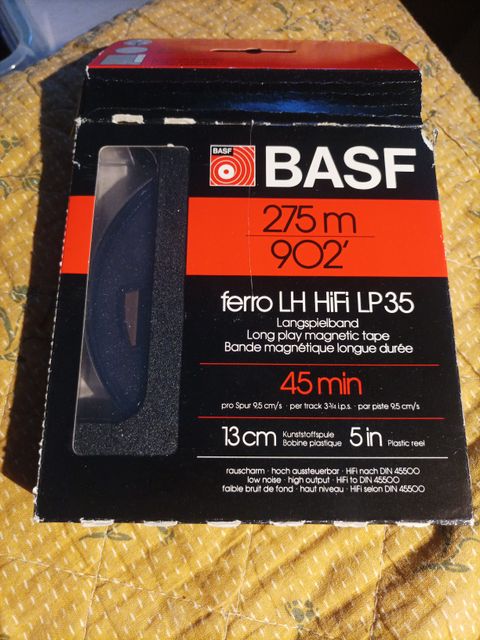 BASF
BASF
275 m
902'
ferro LH HiFi LP35
Langspielband
Long play magnetic tape
Bande magnétique longue durée
45 min
pro Spur 9,5 cm/s · per track 3¾ i.p.s. · par piste 9,5 cm/s
13 cm Kunststoffspule Bobine plastique 5 in Plastic reel
rauscharm · hoch aussteuerbar · HiFi nach DIN 45500
low noise · high output · HiFi to DIN 45500
faible bruit de fond · haut niveau · HiFi selon DIN 45500